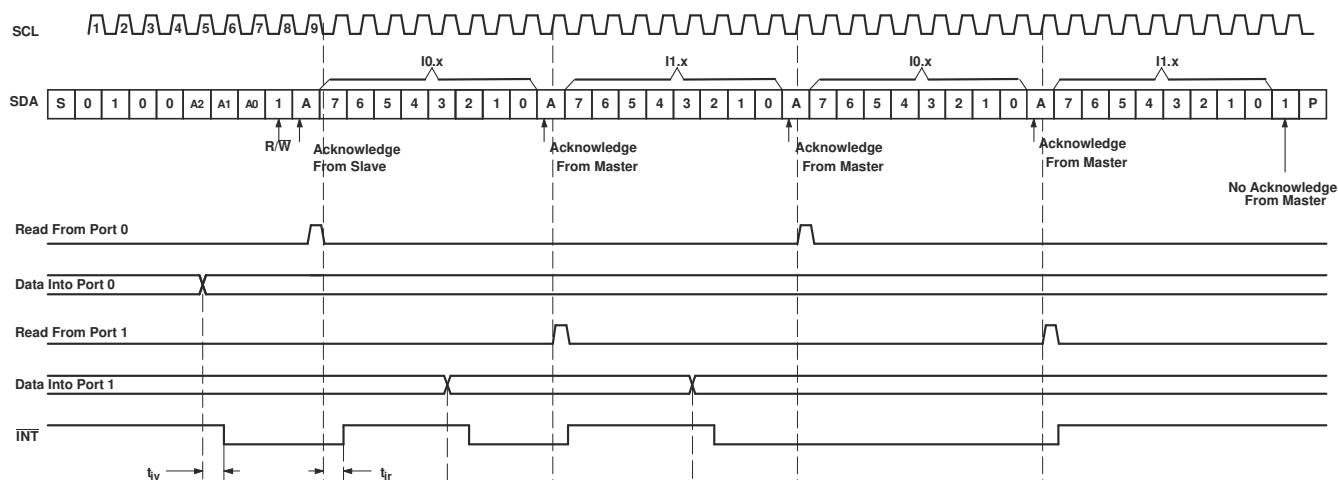 SCL
1 2 3 4 5 6 7 8 9
I0.x I1.x I0.x I1.x
SDA S 0 1 0 0 A2 A1 A0 1 A 7 6 5 4 3 2 1 0 A 7 6 5 4 3 2 1 0 A 7 6 5 4 3 2 1 0 A 7 6 5 4 3 2 1 0 1 P
R/W̅
Acknowledge
From Slave
Acknowledge
From Master
Acknowledge
From Master
Acknowledge
From Master
No Acknowledge
From Master
Read From Port 0
Data Into Port 0
Read From Port 1
Data Into Port 1
I̅N̅T̅
tiv
tir